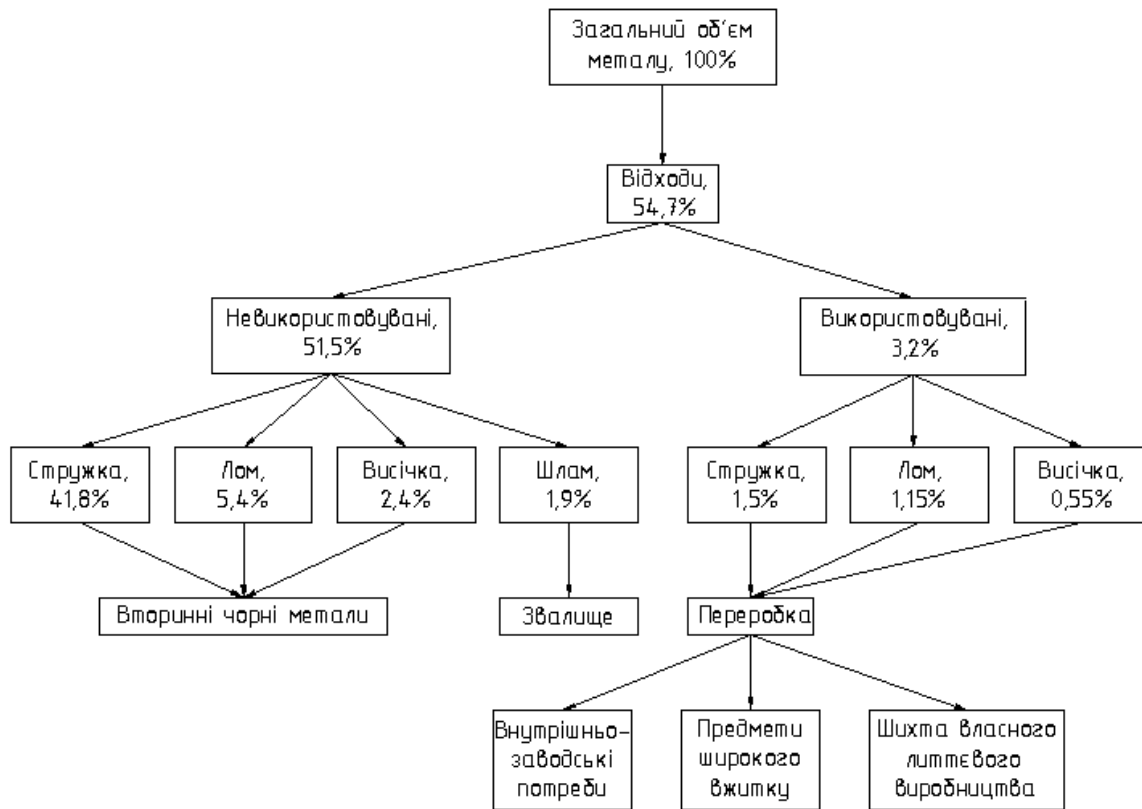 Загальний об'єм
металу, 100%
Відходи,
54,7%
Невикористовувані,
51,5%
Використовувані,
3,2%
Стружка,
41,8%
Лом,
5,4%
Висічка,
2,4%
Шлам,
1,9%
Стружка,
1,5%
Лом,
1,15%
Висічка,
0,55%
Вторинні чорні метали
Звалище
Переробка
Внутрішньо-
заводські
потреби
Предмети
широкого
вжитку
Шихта власного
литтєвого
виробництва